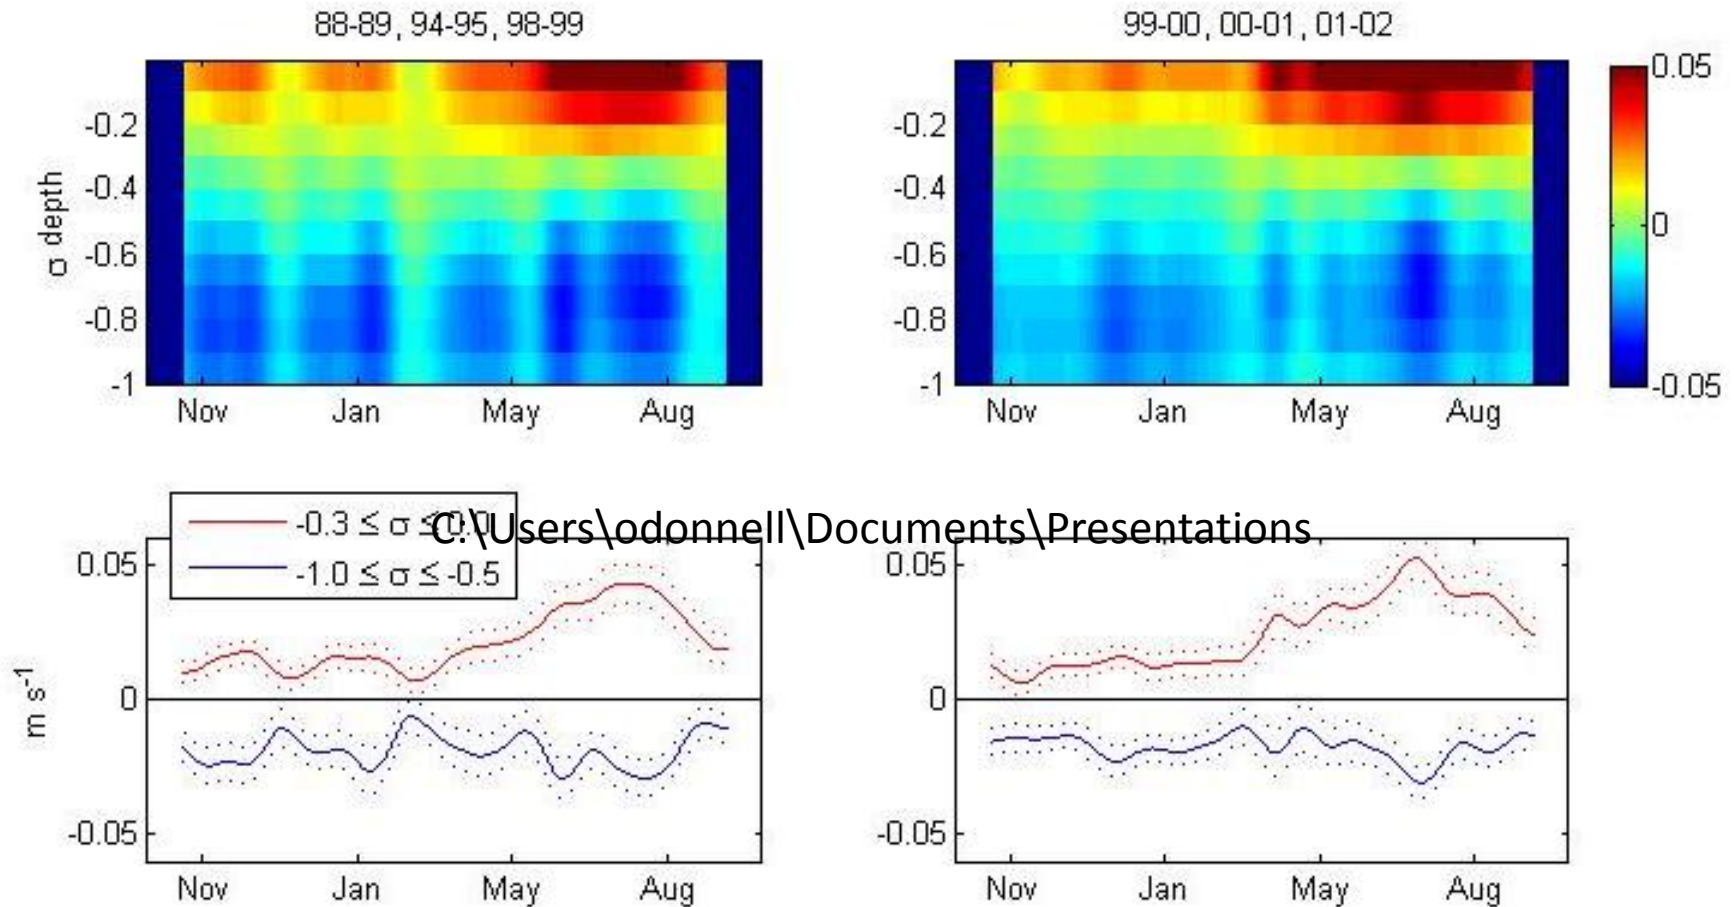 88-89, 94-95, 98-99
99-00, 00-01, 01-02
σ depth
-0.2
-0.4
-0.6
-0.8
-1
Nov Jan May Aug
-0.2
-0.4
-0.6
-0.8
-1
Nov Jan May Aug
0.05
0
-0.05
-0.3 ≤ σ ≤ 0.0
-1.0 ≤ σ ≤ -0.5
C:\Users\odonnell\Documents\Presentations
m s-1
0.05
0
-0.05
Nov Jan May Aug
0.05
0
-0.05
Nov Jan May Aug